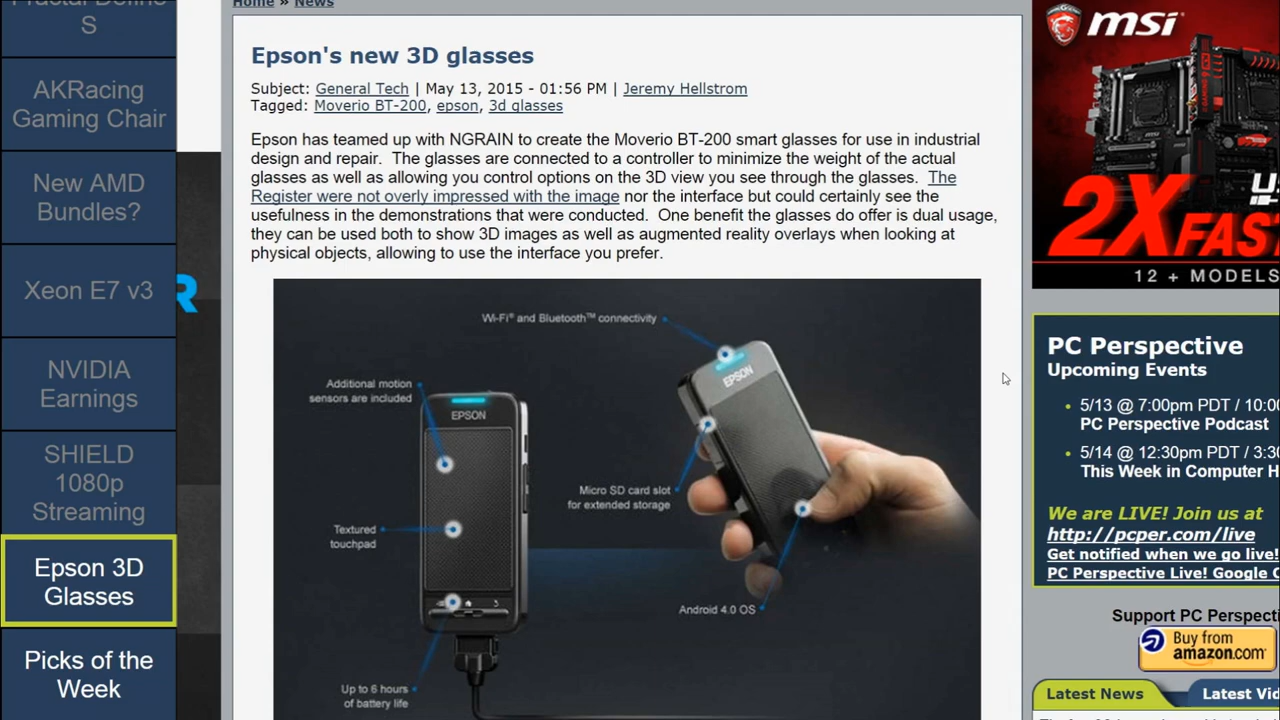 Fractal Define
S
AKRacing
Gaming Chair
New AMD
Bundles?
Xeon E7 v3
NVIDIA
Earnings
SHIELD
1080p
Streaming
Epson 3D
Glasses
Picks of the
Week
R
Home » News
Epson's new 3D glasses
Subject: General Tech | May 13, 2015 - 01:56 PM | Jeremy Hellstrom
Tagged: Moverio BT-200, epson, 3d glasses
Epson has teamed up with NGRAIN to create the Moverio BT-200 smart glasses for use in industrial
design and repair. The glasses are connected to a controller to minimize the weight of the actual
glasses as well as allowing you control options on the 3D view you see through the glasses. The
Register were not overly impressed with the image nor the interface but could certainly see the
usefulness in the demonstrations that were conducted. One benefit the glasses do offer is dual usage,
they can be used both to show 3D images as well as augmented reality overlays when looking at
physical objects, allowing to use the interface you prefer.
Wi-Fi® and Bluetooth™ connectivity
Additional motion
sensors are included
EPSON
EPSON
Micro SD card slot
for extended storage
Textured
touchpad
Android 4.0 OS
Up to 6 hours
of battery life
msi
2X FAS
12 + MODELS
PC Perspective
Upcoming Events
• 5/13 @ 7:00pm PDT / 10:0
PC Perspective Podcast
• 5/14 @ 12:30pm PDT / 3:3
This Week in Computer H
We are LIVE! Join us at
http://pcper.com/live
Get notified when we go live!
PC Perspective Live! Google C
Support PC Perspecti
Buy from
amazon.com
Latest News
Latest Vid